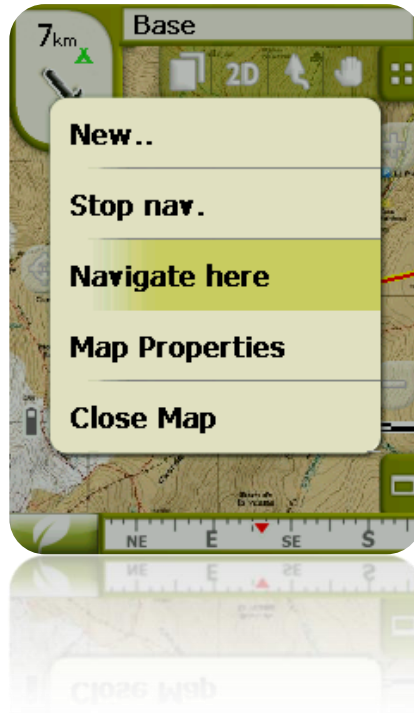 Base
7km
2D
New..
Stop nav.
Navigate here
Map Properties
Close Map
NE E SE S